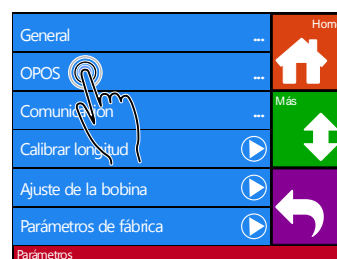 General ...
Home
OPOS ...
Comunicación ...
Más
Calibrar longitud
Ajuste de la bobina
Parámetros de fábrica
Parámetros